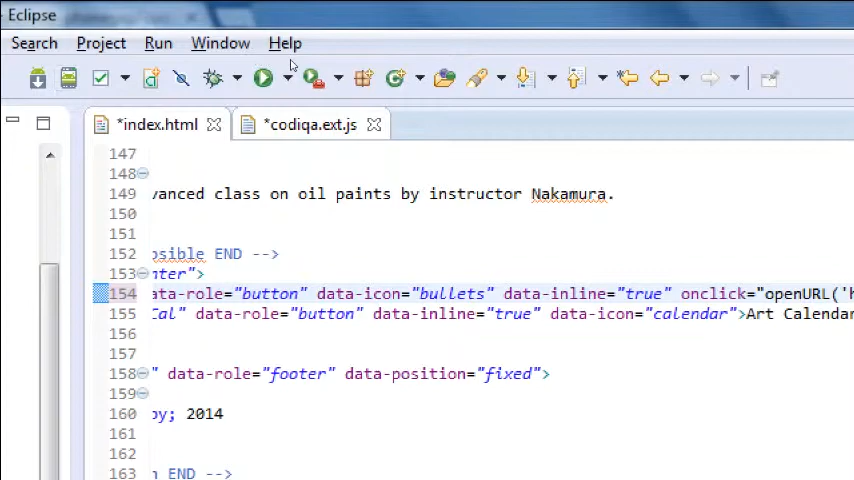 Eclipse
Search Project Run Window Help
*index.html *codiqa.ext.js
147
148
149 vanced class on oil paints by instructor Nakamura.
150
151
152 osible END -->
153 nter">
154 ata-role="button" data-icon="bullets" data-inline="true" onclick="openURL('h
155 Cal" data-role="button" data-inline="true" data-icon="calendar">Art Calendar
156
157
158 " data-role="footer" data-position="fixed">
159
160 py; 2014
161
162
163 n END -->